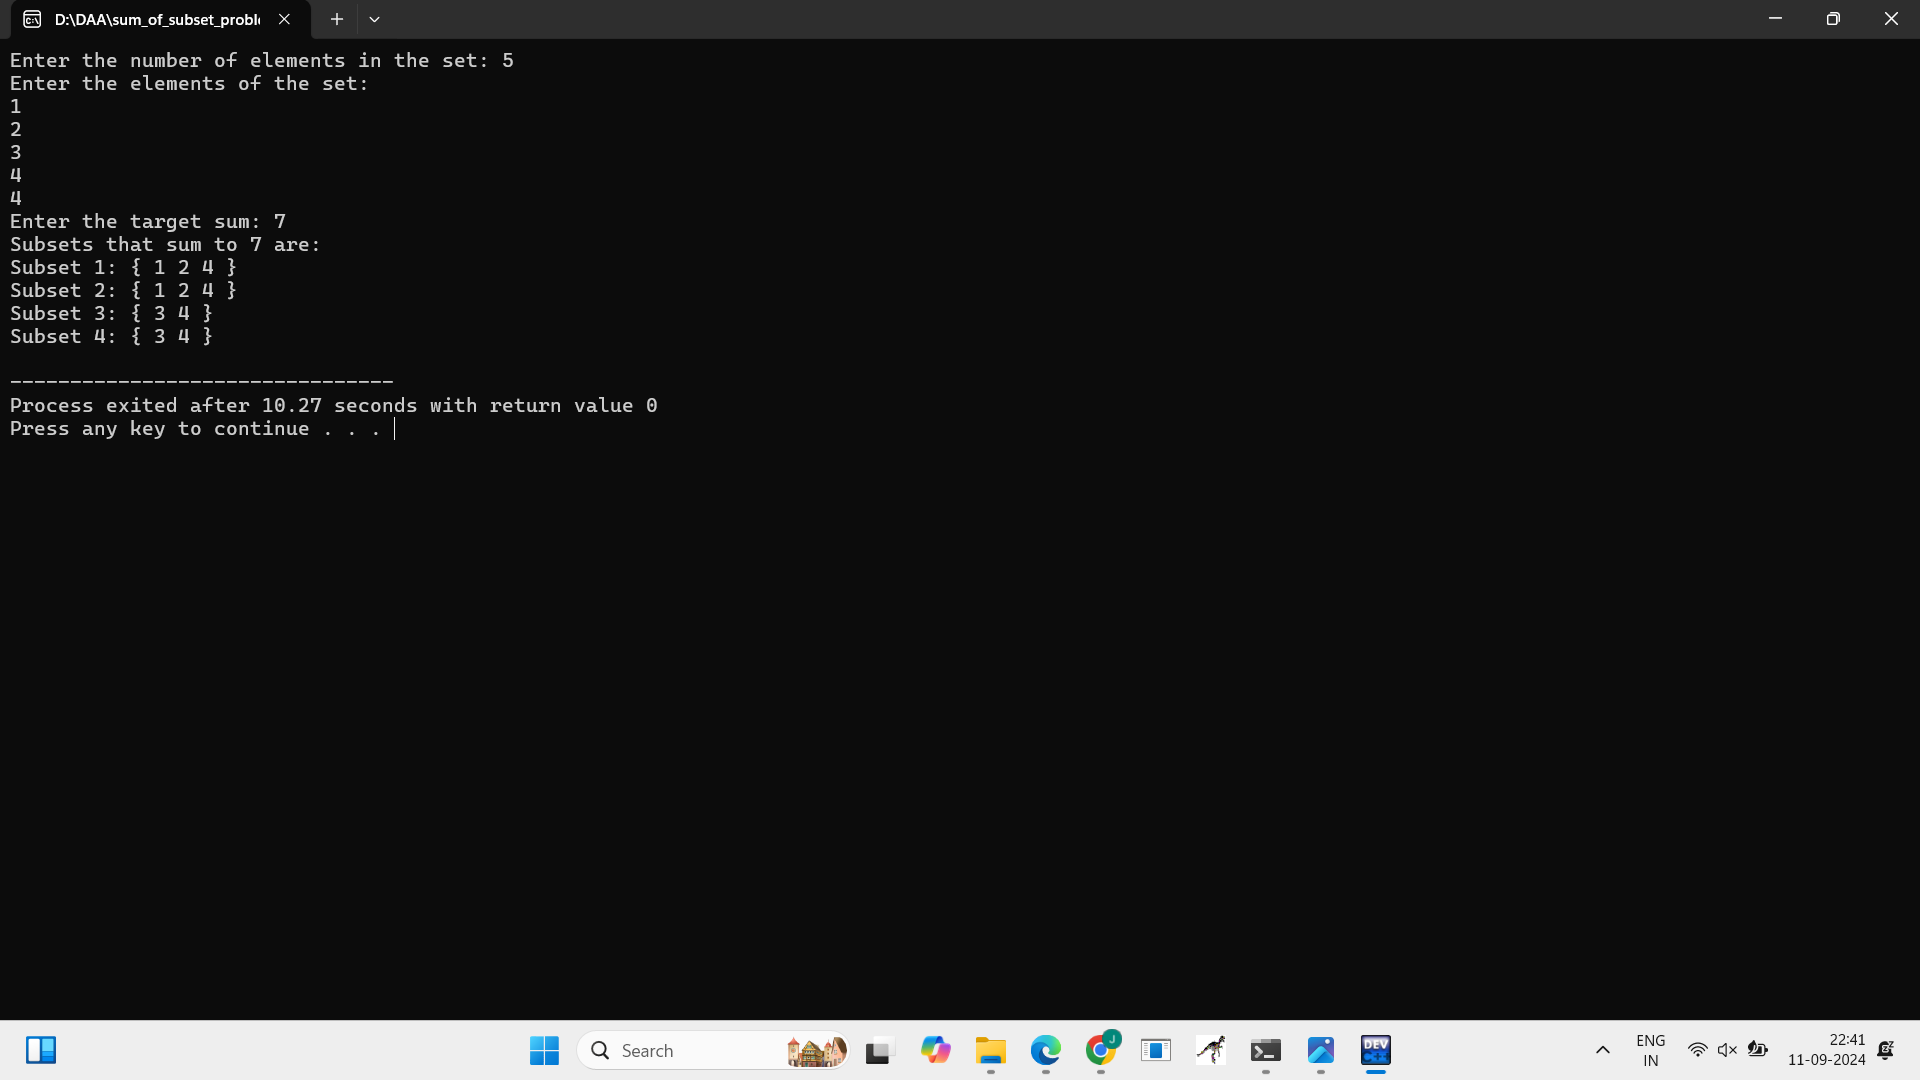 D:\DAA\sum_of_subset_proble
Enter the number of elements in the set: 5
Enter the elements of the set:
1
2
3
4
4
Enter the target sum: 7
Subsets that sum to 7 are:
Subset 1: { 1 2 4 }
Subset 2: { 1 2 4 }
Subset 3: { 3 4 }
Subset 4: { 3 4 }
--------------------------------
Process exited after 10.27 seconds with return value 0
Press any key to continue . . .
Search
J
DEV
C++
ENG
IN
22:41
11-09-2024